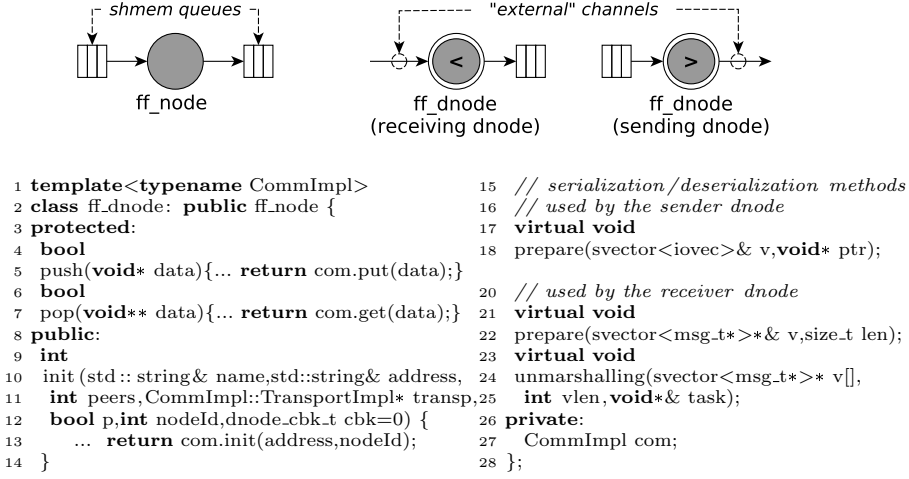 shmem queues
"external" channels
<
>
ff_node
ff_dnode
(receiving dnode)
ff_dnode
(sending dnode)
1 template<typename CommImpl>
2 class ff_dnode: public ff_node {
3 protected:
4 bool
5 push(void* data){... return com.put(data);}
6 bool
7 pop(void** data){... return com.get(data);}
8 public:
9 int
10 init(std::string& name,std::string& address,
11 int peers,CommImpl::TransportImpl* transp,
12 bool p,int nodeId,dnode_cbk_t cbk=0) {
13 ... return com.init(address,nodeId);
14 }
15 // serialization/deserialization methods
16 // used by the sender dnode
17 virtual void
18 prepare(svector<iovec>& v,void* ptr);
20 // used by the receiver dnode
21 virtual void
22 prepare(svector<msg_t*>*& v,size_t len);
23 virtual void
24 unmarshalling(svector<msg_t*>* v[],
25 int vlen,void*& task);
26 private:
27 CommImpl com;
28 };